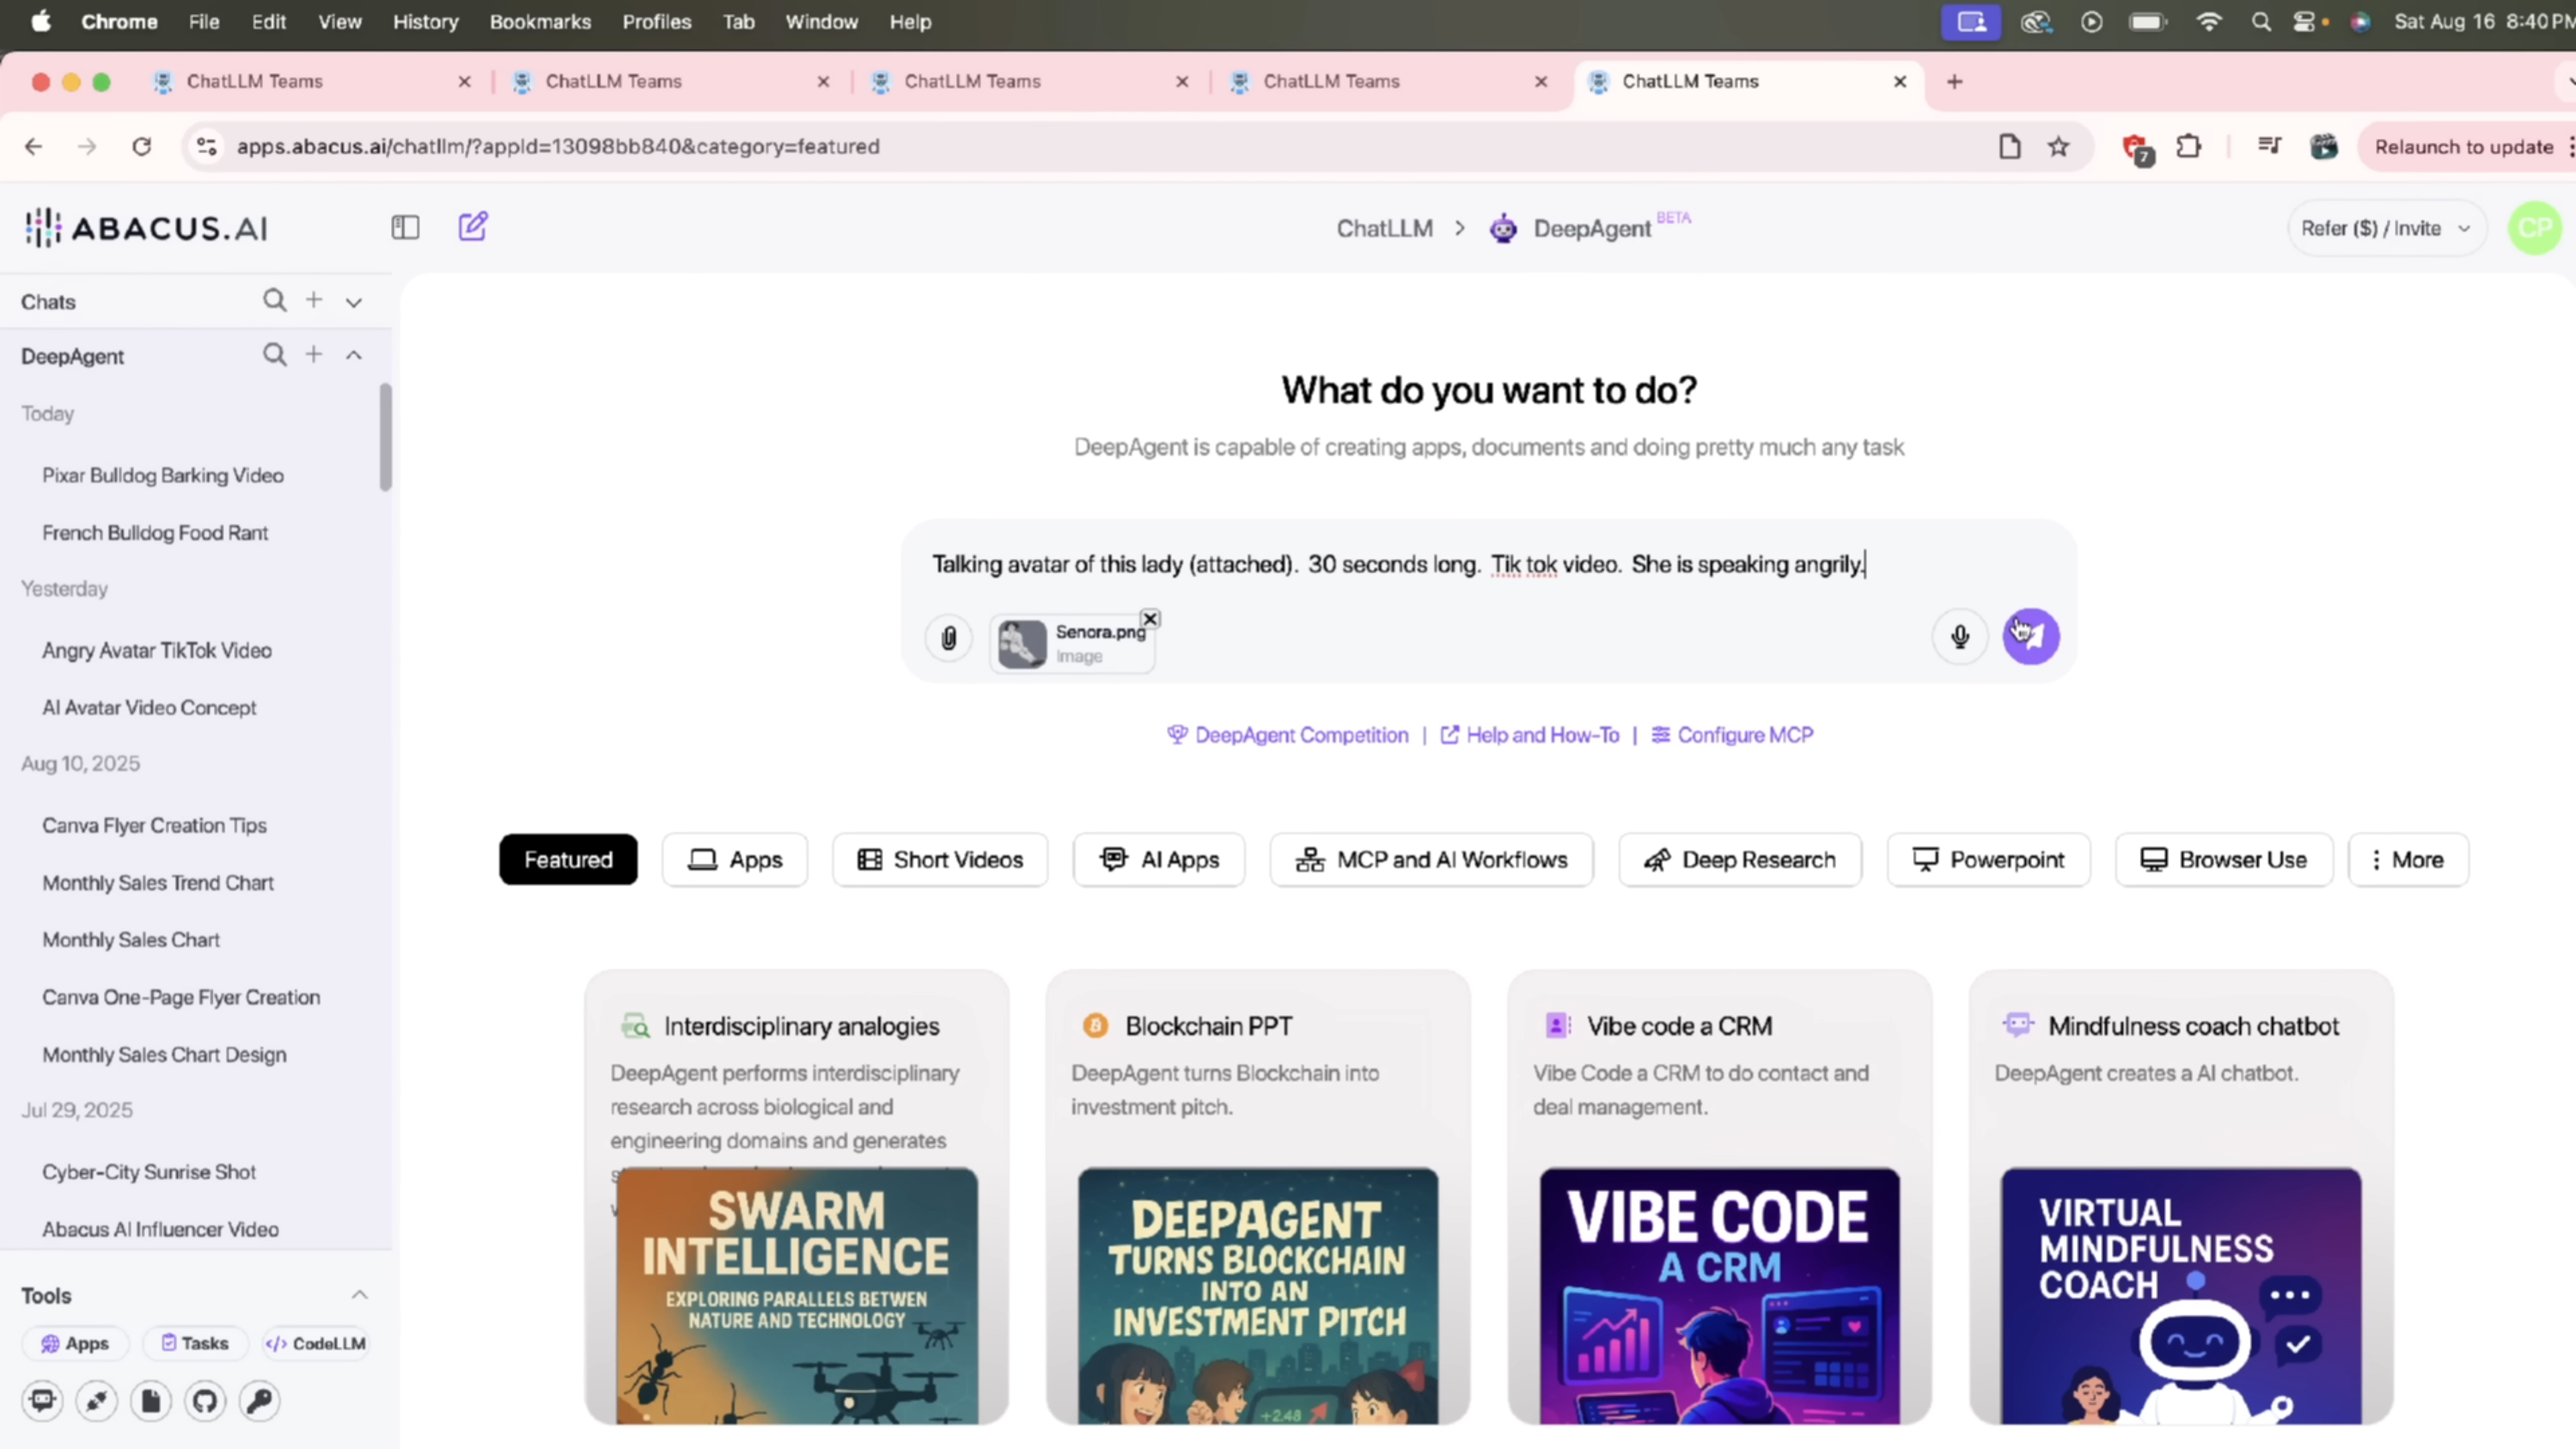 Chrome File Edit View History Bookmarks Profiles Tab Window Help
Sat Aug 16 8:40PM
ChatLLM Teams
ChatLLM Teams
ChatLLM Teams
ChatLLM Teams
ChatLLM Teams
apps.abacus.ai/chatllm/?appId=13098bb840&category=featured
7
Relaunch to update
ABACUS.AI
ChatLLM > DeepAgent BETA
Refer ($) / Invite
CP
Chats
DeepAgent
Today
Pixar Bulldog Barking Video
French Bulldog Food Rant
Yesterday
Angry Avatar TikTok Video
AI Avatar Video Concept
Aug 10, 2025
Canva Flyer Creation Tips
Monthly Sales Trend Chart
Monthly Sales Chart
Canva One-Page Flyer Creation
Monthly Sales Chart Design
Jul 29, 2025
Cyber-City Sunrise Shot
Abacus AI Influencer Video
Tools
Apps
Tasks
</> CodeLLM
What do you want to do?
DeepAgent is capable of creating apps, documents and doing pretty much any task
Talking avatar of this lady (attached). 30 seconds long. Tik tok video. She is speaking angrily.
Senora.png
Image
DeepAgent Competition | Help and How-To | Configure MCP
Featured
Apps
Short Videos
AI Apps
MCP and AI Workflows
Deep Research
Powerpoint
Browser Use
More
Interdisciplinary analogies
DeepAgent performs interdisciplinary
research across biological and
engineering domains and generates
SWARM
INTELLIGENCE
EXPLORING PARALLELS BETWEN
NATURE AND TECHNOLOGY
Blockchain PPT
DeepAgent turns Blockchain into
investment pitch.
DEEPAGENT
TURNS BLOCKCHAIN
INTO AN
INVESTMENT PITCH
+2.48
Vibe code a CRM
Vibe Code a CRM to do contact and
deal management.
VIBE CODE
A CRM
Mindfulness coach chatbot
DeepAgent creates a AI chatbot.
VIRTUAL
MINDFULNESS
COACH